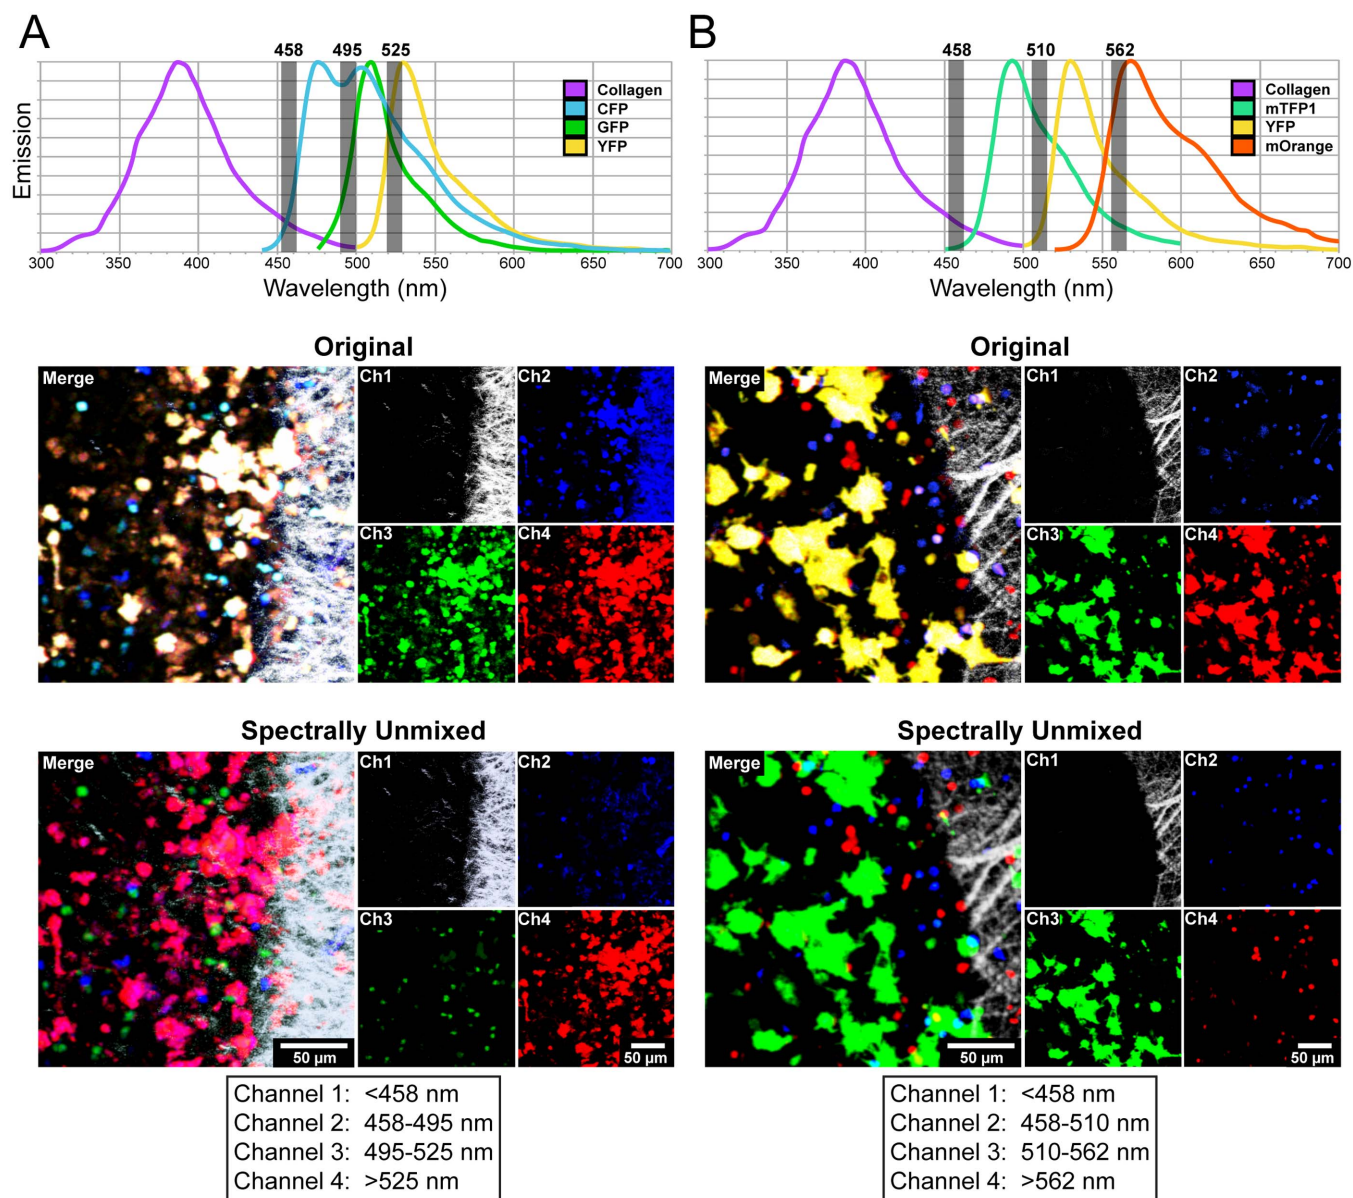 A
458 495 525
Emission
Collagen
CFP
GFP
YFP
300 350 400 450 500 550 600 650 700
Wavelength (nm)
Original
Merge
Ch1
Ch2
Ch3
Ch4
Spectrally Unmixed
Merge
Ch1
Ch2
Ch3
Ch4
50 µm
50 µm
Channel 1: <458 nm
Channel 2: 458-495 nm
Channel 3: 495-525 nm
Channel 4: >525 nm
B
458 510 562
Collagen
mTFP1
YFP
mOrange
300 350 400 450 500 550 600 650 700
Wavelength (nm)
Original
Merge
Ch1
Ch2
Ch3
Ch4
Spectrally Unmixed
Merge
Ch1
Ch2
Ch3
Ch4
50 µm
50 µm
Channel 1: <458 nm
Channel 2: 458-510 nm
Channel 3: 510-562 nm
Channel 4: >562 nm